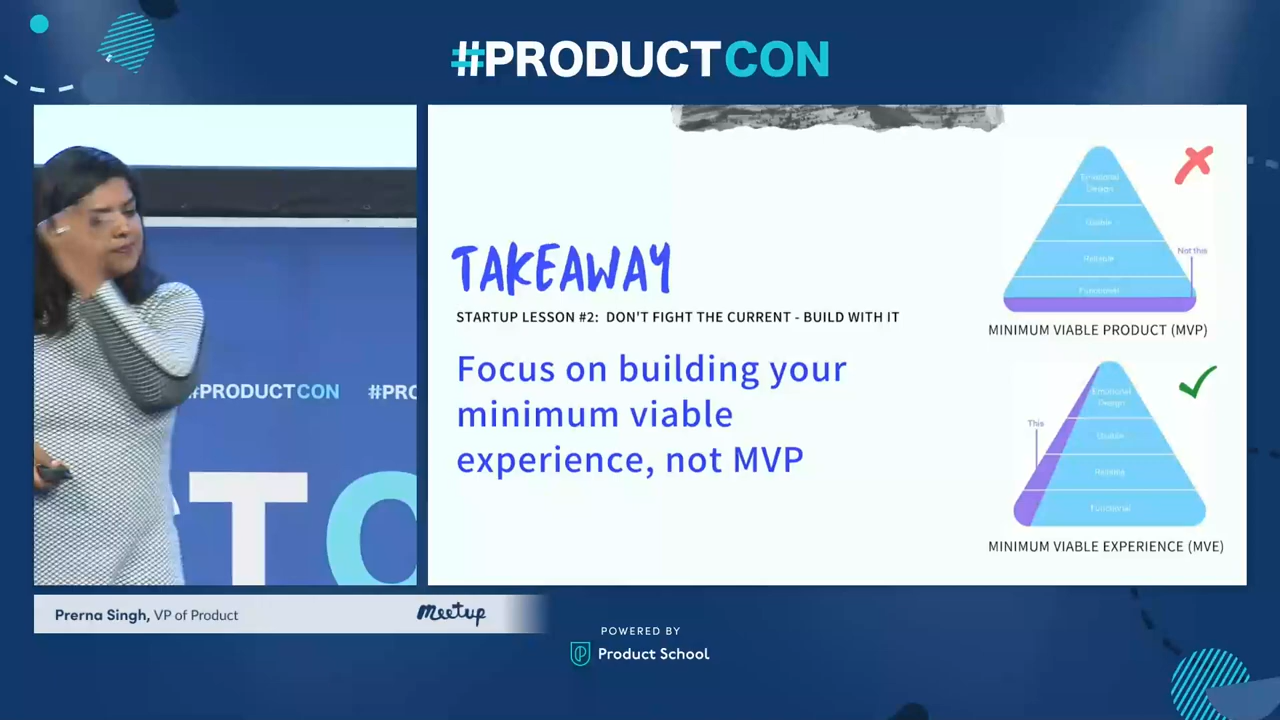 #PRODUCTCON
TAKEAWAY
STARTUP LESSON #2: DON'T FIGHT THE CURRENT - BUILD WITH IT
Focus on building your
minimum viable
experience, not MVP
Emotional
Design
Usable
Reliable
Functional
Not this
MINIMUM VIABLE PRODUCT (MVP)
This
Emotional
Design
Usable
Reliable
Functional
MINIMUM VIABLE EXPERIENCE (MVE)
#PRODUCTCON
#PRO
TO
Prerna Singh, VP of Product
meetup
POWERED BY
Product School